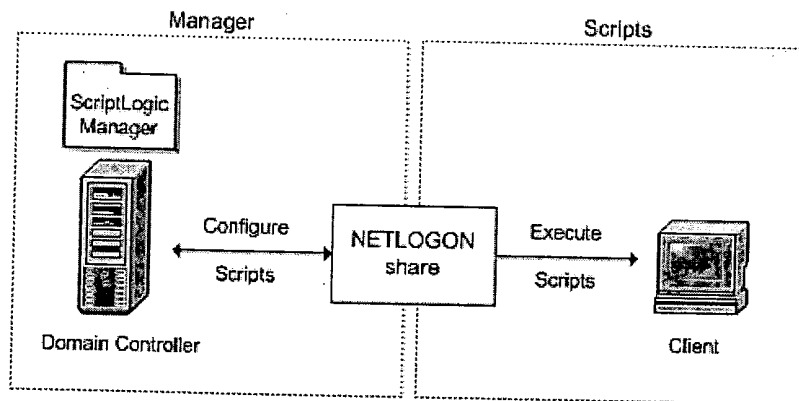 Manager
Scripts
ScriptLogic
Manager
Configure
Scripts
NETLOGON
share
Execute
Scripts
Domain Controller
Client